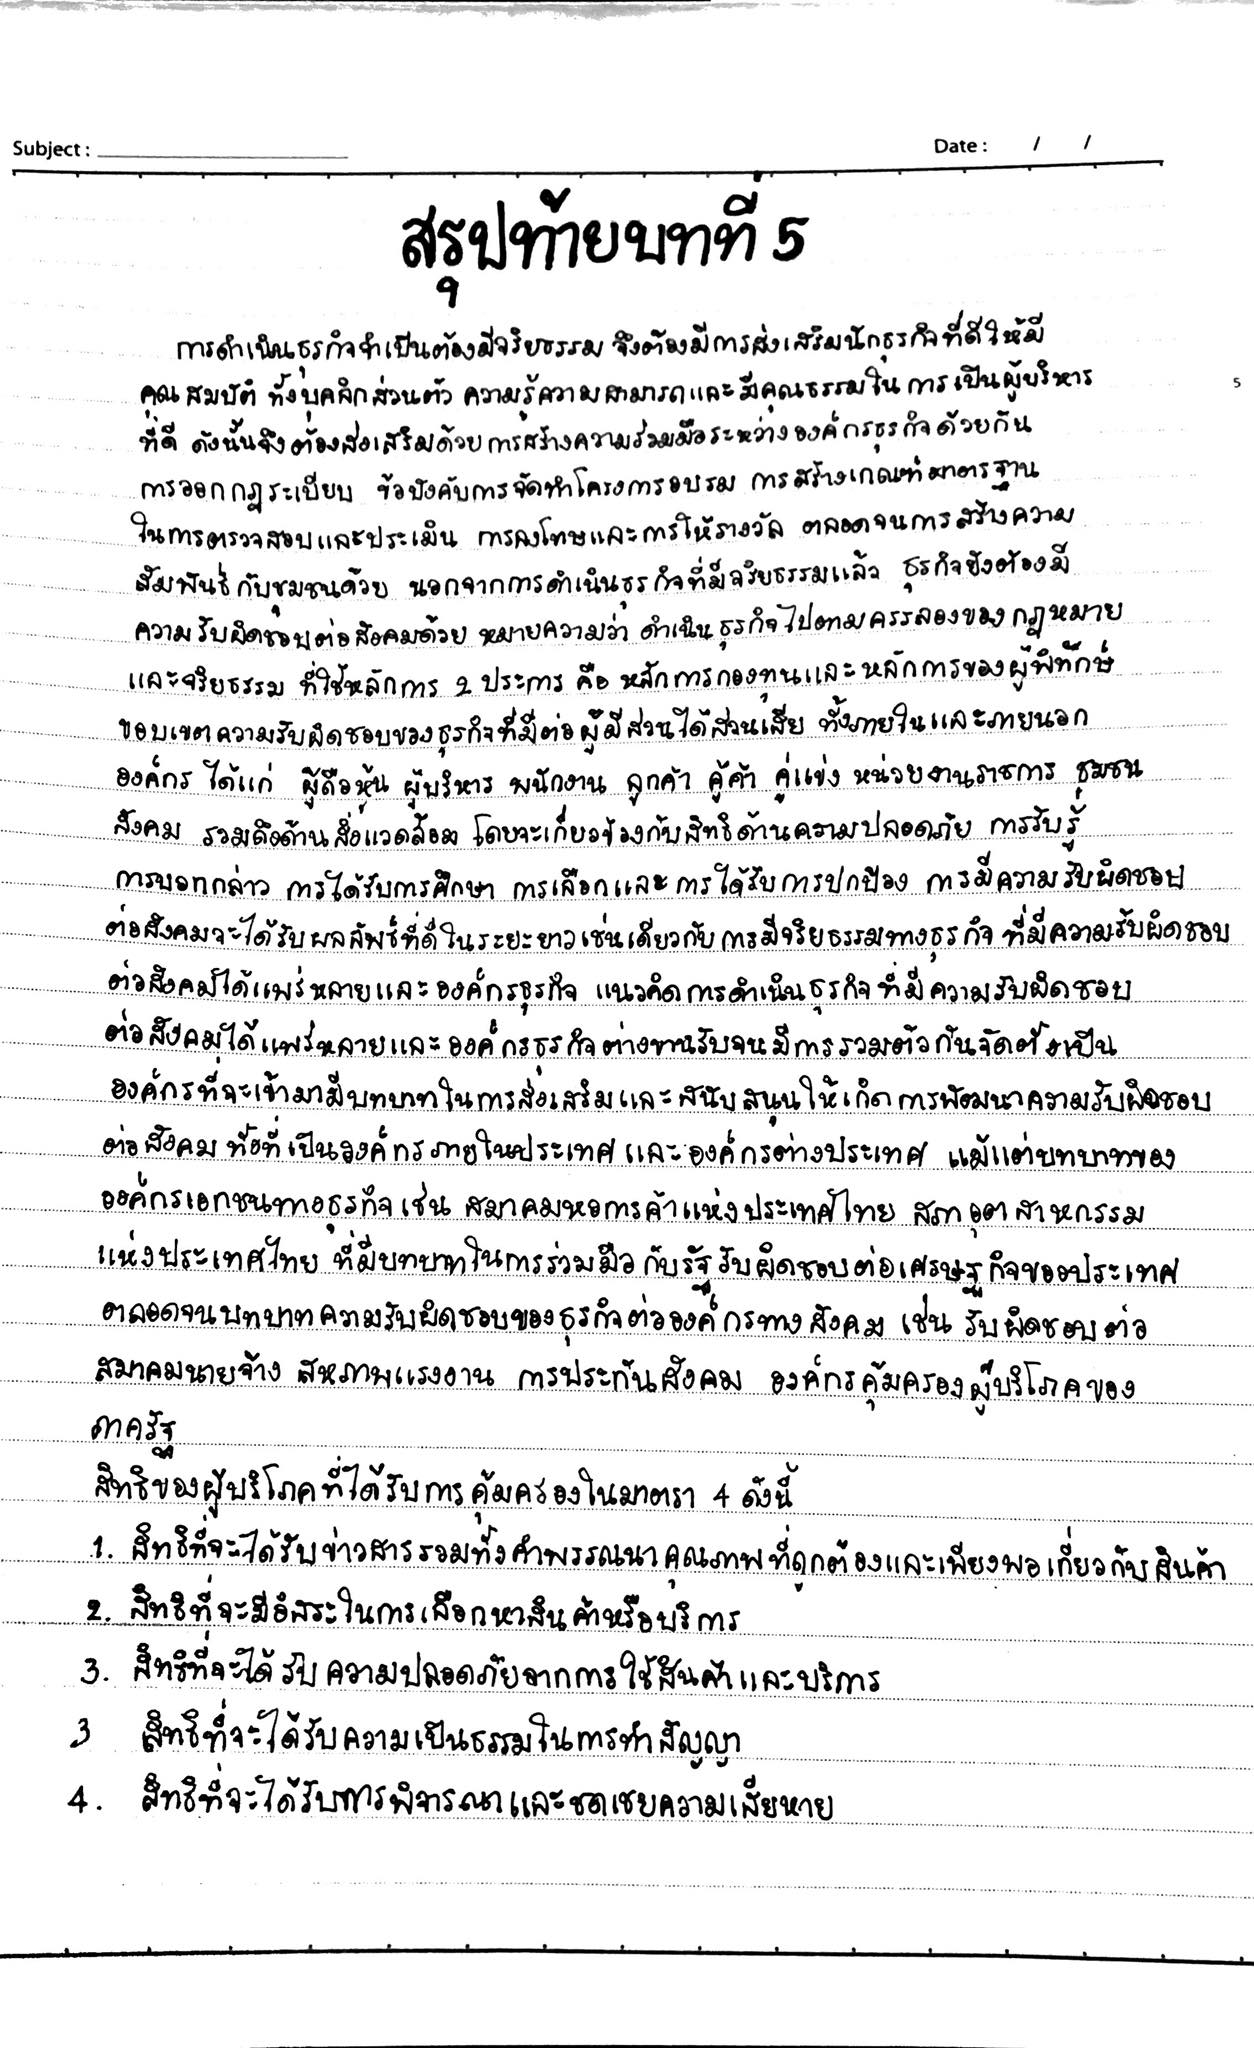 Subject :
Date : / /
สรุปท้ายบทที่ 5
การดำเนินธุรกิจจำเป็นต้องมีจริยธรรม จึงต้องมีการส่งเสริมนักธุรกิจที่ดีให้มี
คุณสมบัติ ทั้งบุคลิกส่วนตัว ความรู้ความสามารถและมีคุณธรรมในการเป็นผู้บริหาร
5
ที่ดี ดังนั้นจึงต้องส่งเสริมด้วยการสร้างความร่วมมือระหว่างองค์กรธุรกิจด้วยกัน
การออกกฎระเบียบ ข้อบังคับการจัดทำโครงการอบรม การสร้างเกณฑ์มาตรฐาน
ในการตรวจสอบและประเมิน การลงโทษและการให้รางวัล ตลอดจนการสร้างความ
สัมพันธ์กับชุมชนด้วย นอกจากการดำเนินธุรกิจที่มีจริยธรรมแล้ว ธุรกิจยังต้องมี
ความรับผิดชอบต่อสังคมด้วย หมายความว่า ดำเนินธุรกิจไปตามครรลองของกฎหมาย
และจริยธรรม ที่ใช้หลักการ 2 ประการ คือ หลักการกองทุนและหลักการของผู้พิทักษ์
ขอบเขตความรับผิดชอบของธุรกิจที่มีต่อผู้มีส่วนได้ส่วนเสีย ทั้งภายในและภายนอก
องค์กร ได้แก่ ผู้ถือหุ้น ผู้บริหาร พนักงาน ลูกค้า คู่ค้า คู่แข่ง หน่วยงานราชการ ชุมชน
สังคม รวมถึงด้านสิ่งแวดล้อม โดยจะเกี่ยวข้องกับสิทธิด้านความปลอดภัย การรับรู้
การบอกกล่าว การได้รับการศึกษา การเลือกและการได้รับการปกป้อง การมีความรับผิดชอบ
ต่อสังคมจะได้รับผลลัพธ์ที่ดีในระยะยาวเช่นเดียวกับการมีจริยธรรมทางธุรกิจ ที่มีความรับผิดชอบ
ต่อสังคมได้แพร่หลายและองค์กรธุรกิจ แนวคิดการดำเนินธุรกิจที่มีความรับผิดชอบ
ต่อสังคมได้แพร่หลายและองค์กรธุรกิจต่างขานรับจนมีการรวมตัวกันจัดตั้งเป็น
องค์กรที่จะเข้ามามีบทบาทในการส่งเสริมและสนับสนุนให้เกิดการพัฒนาความรับผิดชอบ
ต่อสังคม ทั้งที่เป็นองค์กรภายในประเทศและองค์กรต่างประเทศ แม้แต่บทบาทของ
องค์กรเอกชนทางธุรกิจเช่น สมาคมหอการค้าแห่งประเทศไทย สภาอุตสาหกรรม
แห่งประเทศไทย ที่มีบทบาทในการร่วมมือกับรัฐรับผิดชอบต่อเศรษฐกิจของประเทศ
ตลอดจนบทบาทความรับผิดชอบของธุรกิจต่อองค์กรทางสังคม เช่น รับผิดชอบต่อ
สมาคมนายจ้าง สหภาพแรงงาน การประกันสังคม องค์กรคุ้มครองผู้บริโภคของ
ภาครัฐ
สิทธิของผู้บริโภคที่ได้รับการคุ้มครองในมาตรา 4 ดังนี้
1. สิทธิที่จะได้รับข่าวสารรวมทั้งคำพรรณนาคุณภาพที่ถูกต้องและเพียงพอเกี่ยวกับสินค้า
2. สิทธิที่จะมีอิสระในการเลือกหาสินค้าหรือบริการ
3. สิทธิที่จะได้รับความปลอดภัยจากการใช้สินค้าและบริการ
3 สิทธิที่จะได้รับความเป็นธรรมในการทำสัญญา
4. สิทธิที่จะได้รับการพิจารณาและชดเชยความเสียหาย